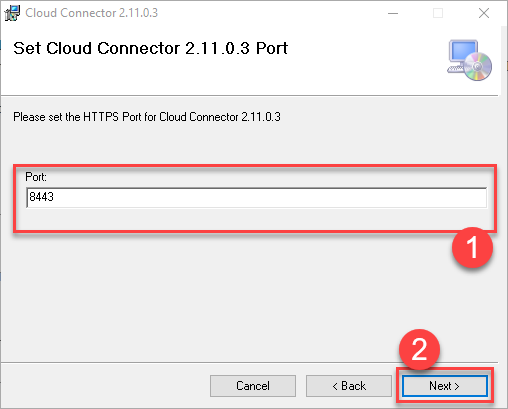 Cloud Connector 2.11.0.3
Set Cloud Connector 2.11.0.3 Port
Please set the HTTPS Port for Cloud Connector 2.11.0.3
Port:
8443
1
2
Cancel
< Back
Next >